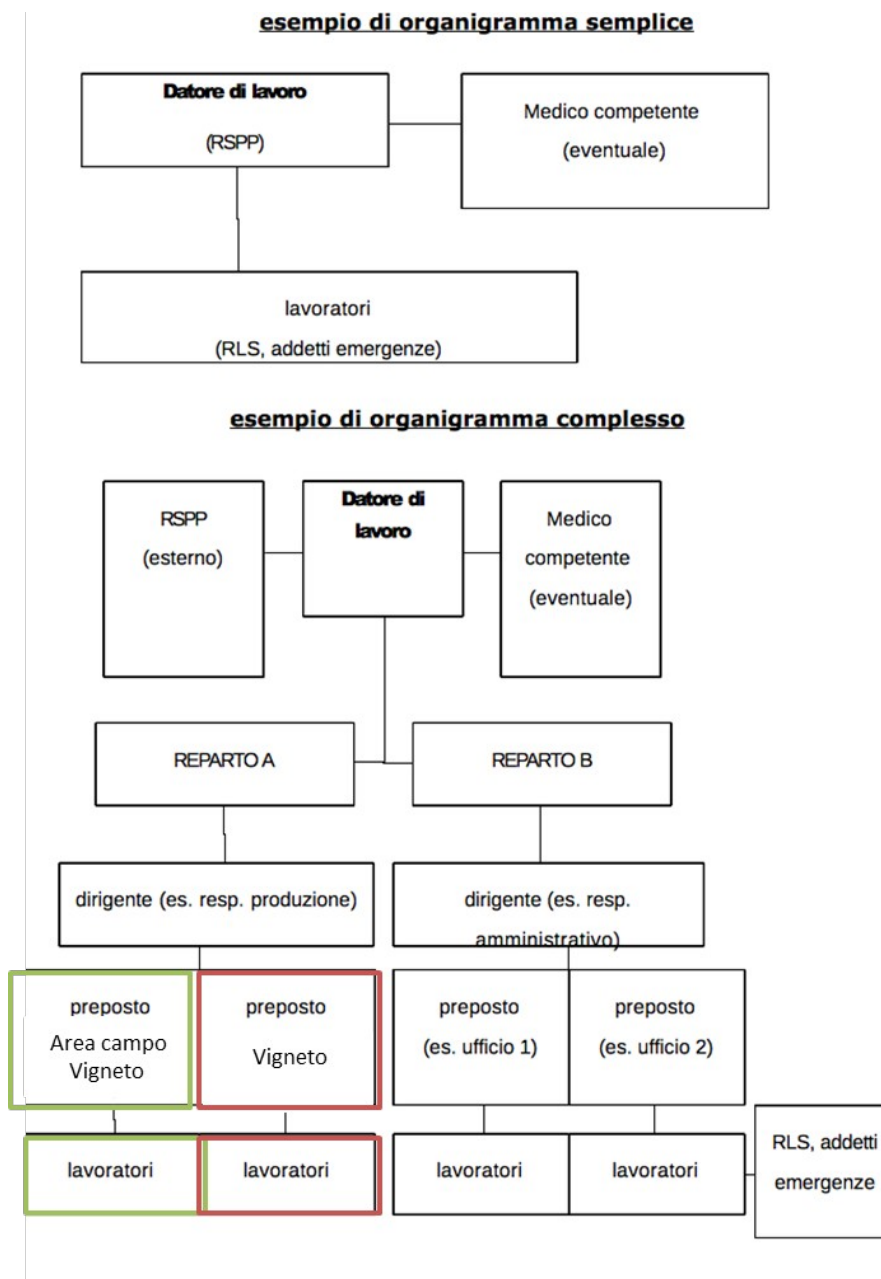 esempio di organigramma semplice
Datore di lavoro
(RSPP)
Medico competente
(eventuale)
lavoratori
(RLS, addetti emergenze)
esempio di organigramma complesso
RSPP
(esterno)
Datore di
lavoro
Medico
competente
(eventuale)
REPARTO A
REPARTO B
dirigente (es. resp. produzione)
dirigente (es. resp.
amministrativo)
preposto
Area campo
Vigneto
preposto
Vigneto
preposto
(es. ufficio 1)
preposto
(es. ufficio 2)
lavoratori
lavoratori
lavoratori
lavoratori
RLS, addetti
emergenze